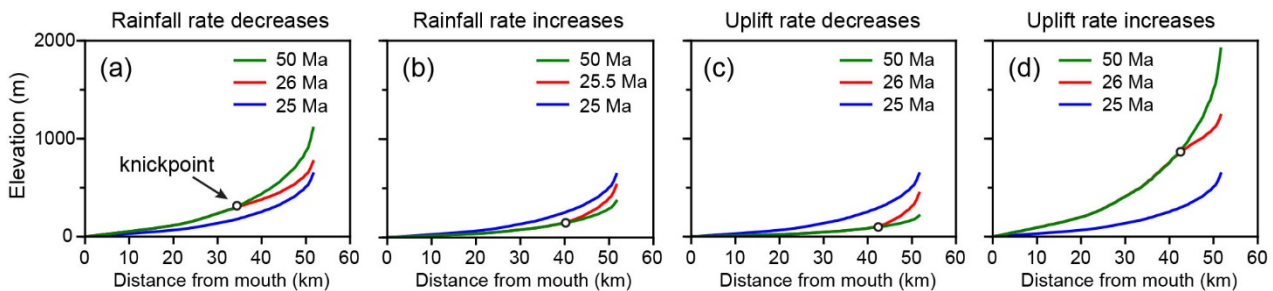 Rainfall rate decreases
Rainfall rate increases
Uplift rate decreases
Uplift rate increases
2000
1000
0
Elevation (m)
(a)
50 Ma
26 Ma
25 Ma
knickpoint
0 10 20 30 40 50 60
Distance from mouth (km)
(b)
50 Ma
25.5 Ma
25 Ma
0 10 20 30 40 50 60
Distance from mouth (km)
(c)
50 Ma
26 Ma
25 Ma
0 10 20 30 40 50 60
Distance from mouth (km)
(d)
50 Ma
26 Ma
25 Ma
0 10 20 30 40 50 60
Distance from mouth (km)